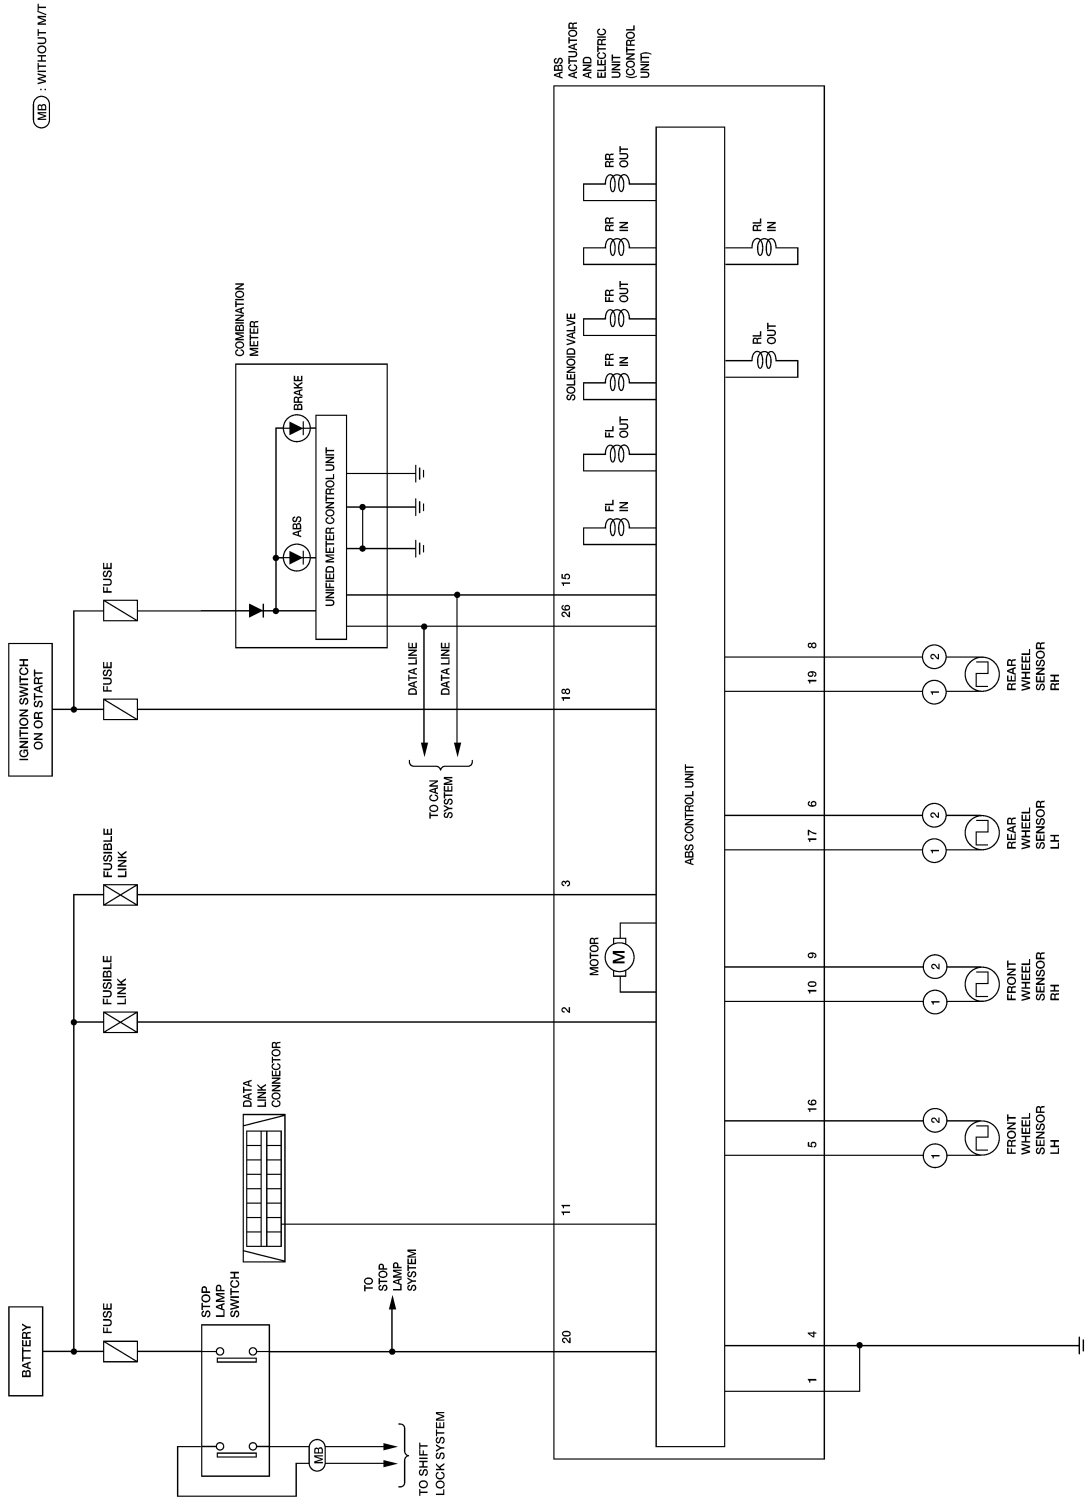 MB : WITHOUT M/T
BATTERY
FUSE
STOP
LAMP
SWITCH
MB
TO SHIFT
LOCK SYSTEM
TO
STOP
LAMP
SYSTEM
20
DATA
LINK
CONNECTOR
11
FUSIBLE
LINK
2
FUSIBLE
LINK
3
IGNITION SWITCH
ON OR START
FUSE
18
FUSE
COMBINATION
METER
BRAKE
ABS
UNIFIED METER CONTROL UNIT
DATA LINE
DATA LINE
TO CAN
SYSTEM
26
15
ABS
ACTUATOR
AND
ELECTRIC
UNIT
(CONTROL
UNIT)
MOTOR
M
SOLENOID VALVE
FL
IN
FL
OUT
FR
IN
FR
OUT
RR
IN
RR
OUT
RL
OUT
RL
IN
ABS CONTROL UNIT
1
4
5
16
1
2
FRONT
WHEEL
SENSOR
LH
10
9
1
2
FRONT
WHEEL
SENSOR
RH
17
6
1
2
REAR
WHEEL
SENSOR
LH
19
8
1
2
REAR
WHEEL
SENSOR
RH